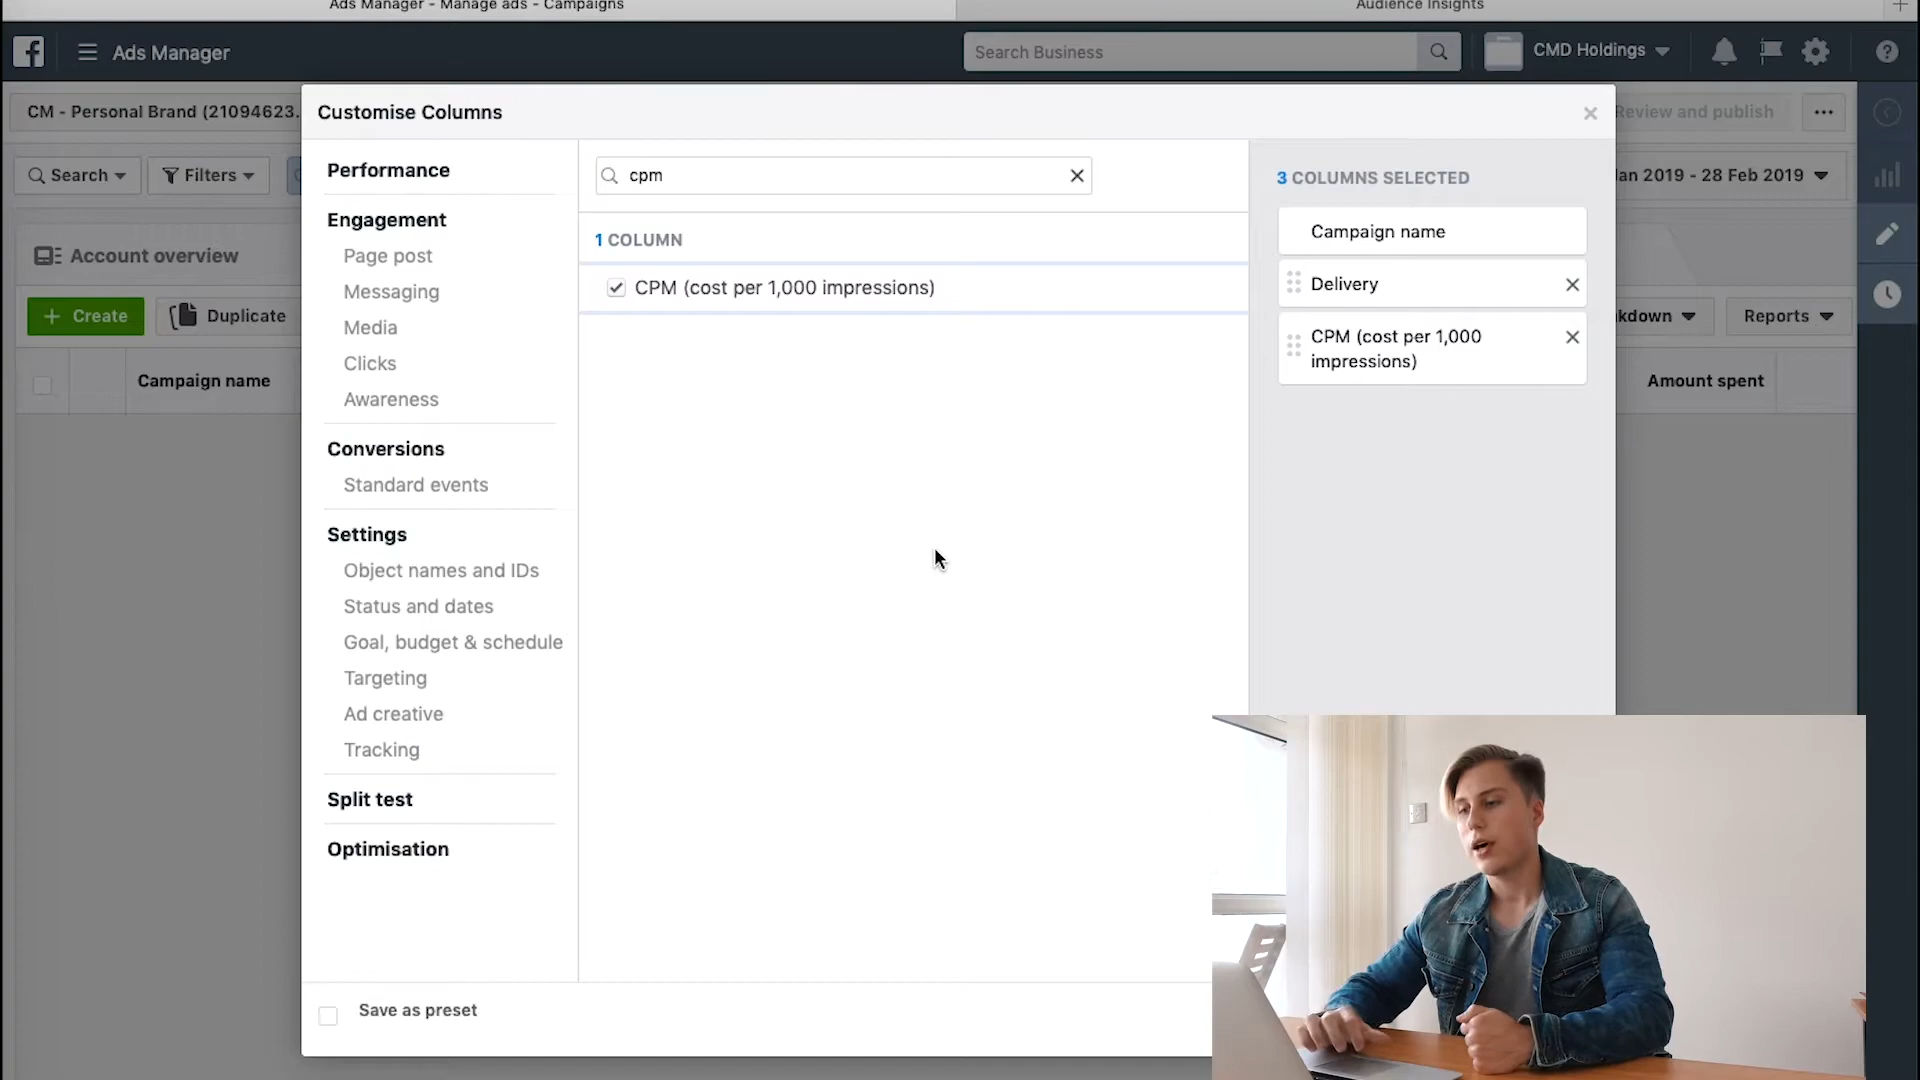 Ads Manager - Manage ads - Campaigns
Audience Insights
Ads Manager
Search Business
CMD Holdings
CM - Personal Brand (21094623.
Customise Columns
Review and publish
Search
Filters
Performance
cpm
3 COLUMNS SELECTED
an 2019 - 28 Feb 2019
Engagement
Page post
Messaging
Media
Clicks
Awareness
Conversions
Standard events
Settings
Object names and IDs
Status and dates
Goal, budget & schedule
Targeting
Ad creative
Tracking
Split test
Optimisation
1 COLUMN
CPM (cost per 1,000 impressions)
Campaign name
Delivery
CPM (cost per 1,000
impressions)
Account overview
+ Create
Duplicate
kdown
Reports
Campaign name
Amount spent
Save as preset